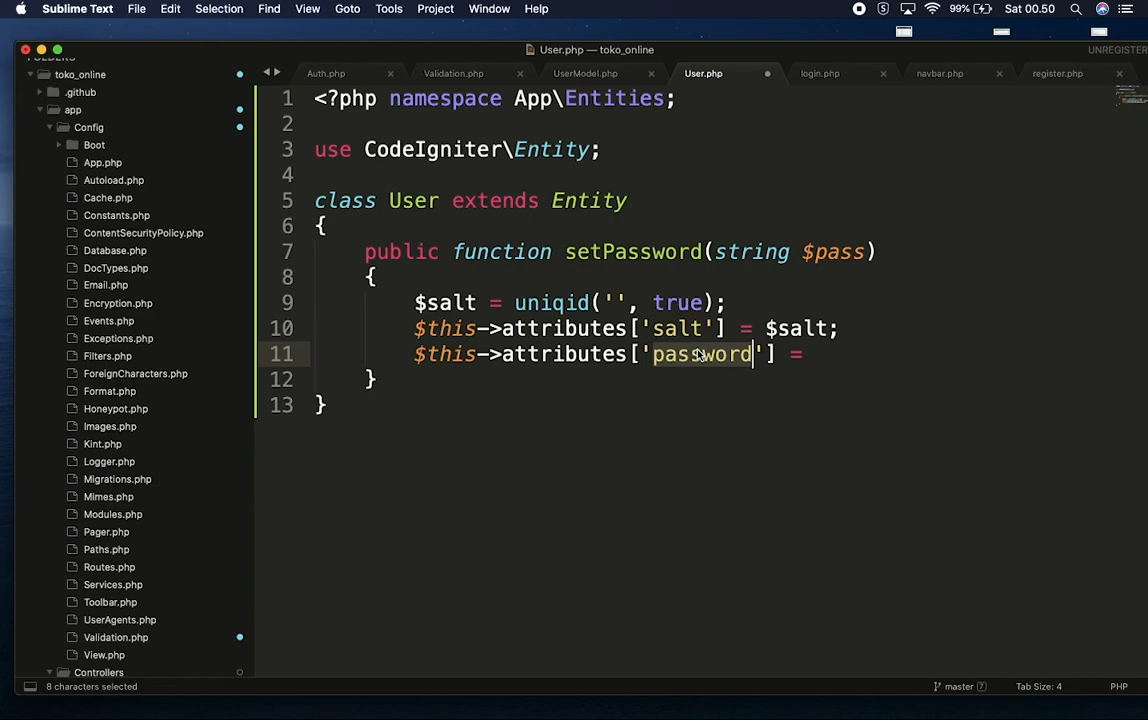 Sublime Text File Edit Selection Find View Goto Tools Project Window Help 99% Sat 00.50
User.php — toko_online UNREGISTER
FOLDERS
toko_online
.github
app
Config
Boot
App.php
Autoload.php
Cache.php
Constants.php
ContentSecurityPolicy.php
Database.php
DocTypes.php
Email.php
Encryption.php
Events.php
Exceptions.php
Filters.php
ForeignCharacters.php
Format.php
Honeypot.php
Images.php
Kint.php
Logger.php
Migrations.php
Mimes.php
Modules.php
Pager.php
Paths.php
Routes.php
Services.php
Toolbar.php
UserAgents.php
Validation.php
View.php
Controllers
Auth.php × Validation.php × UserModel.php × User.php login.php × navbar.php × register.php ×
1 <?php namespace App\Entities;
2
3 use CodeIgniter\Entity;
4
5 class User extends Entity
6 {
7 public function setPassword(string $pass)
8 {
9 $salt = uniqid('', true);
10 $this->attributes['salt'] = $salt;
11 $this->attributes['password'] =
12 }
13 }
8 characters selected master 7 Tab Size: 4 PHP